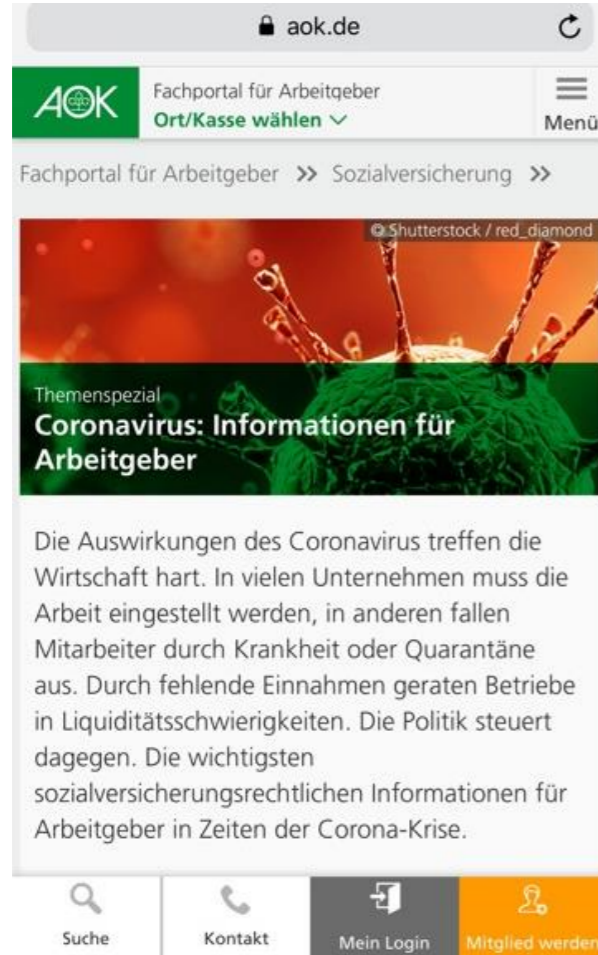 aok.de
AOK
Fachportal für Arbeitgeber
Ort/Kasse wählen
Menü
Fachportal für Arbeitgeber >> Sozialversicherung >>
© Shutterstock / red_diamond
Themenspezial
Coronavirus: Informationen für
Arbeitgeber
Die Auswirkungen des Coronavirus treffen die
Wirtschaft hart. In vielen Unternehmen muss die
Arbeit eingestellt werden, in anderen fallen
Mitarbeiter durch Krankheit oder Quarantäne
aus. Durch fehlende Einnahmen geraten Betriebe
in Liquiditätsschwierigkeiten. Die Politik steuert
dagegen. Die wichtigsten
sozialversicherungsrechtlichen Informationen für
Arbeitgeber in Zeiten der Corona-Krise.
Suche Kontakt Mein Login Mitglied werden